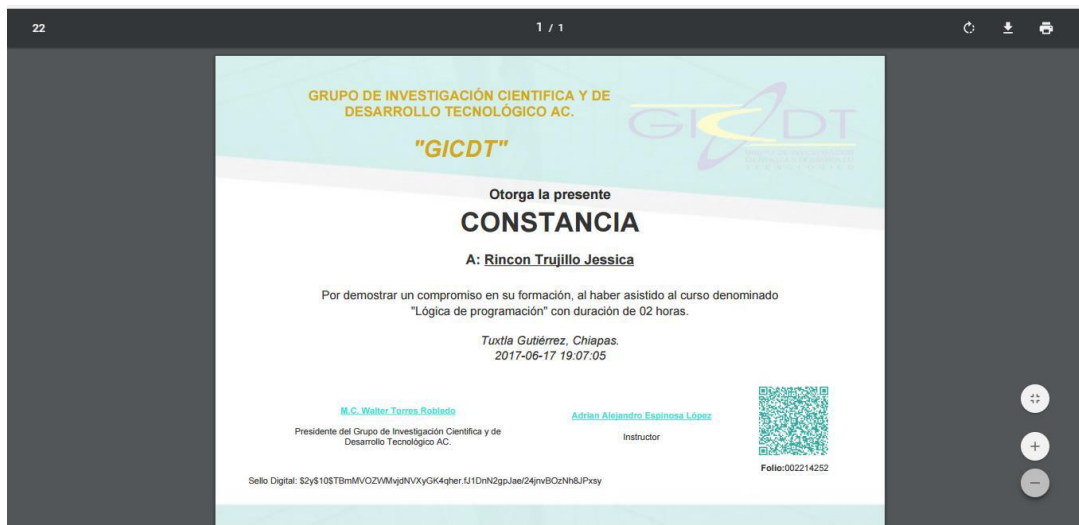 22
1 / 1
GRUPO DE INVESTIGACIÓN CIENTIFICA Y DE
DESARROLLO TECNOLÓGICO AC.
"GICDT"
GICDT
Otorga la presente
CONSTANCIA
A: Rincon Trujillo Jessica
Por demostrar un compromiso en su formación, al haber asistido al curso denominado
"Lógica de programación" con duración de 02 horas.
Tuxtla Gutiérrez, Chiapas.
2017-06-17 19:07:05
M.C. Walter Torres Robledo
Adrian Alejandro Espinosa López
Presidente del Grupo de Investigación Científica y de
Desarrollo Tecnológico AC.
Instructor
Folio:002214252
Sello Digital: $2y$10$TBmMVOZWMvjdNVXyGK4qher.fJ1DnN2gpJae/24jnvBOzNh8JPxsy